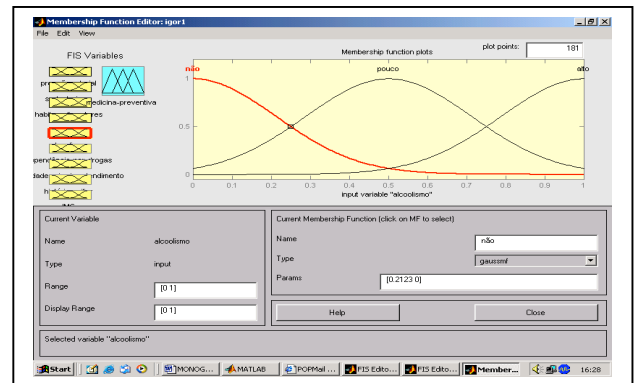 Membership Function Editor: igor1
File Edit View
FIS Variables
Membership function plots
plot points:
181
medicina-preventiva
não
pouco
alto
1
0.5
0
0 0.1 0.2 0.3 0.4 0.5 0.6 0.7 0.8 0.9 1
input variable "alcoolismo"
Current Variable
Name alcoolismo
Type input
Range [0 1]
Display Range [0 1]
Current Membership Function (click on MF to select)
Name não
Type gaussmf
Params [0.2123 0]
Help Close
Selected variable "alcoolismo"
Start MONOG... MATLAB POPMail ... FIS Edito... FIS Edito... Member... 16:28